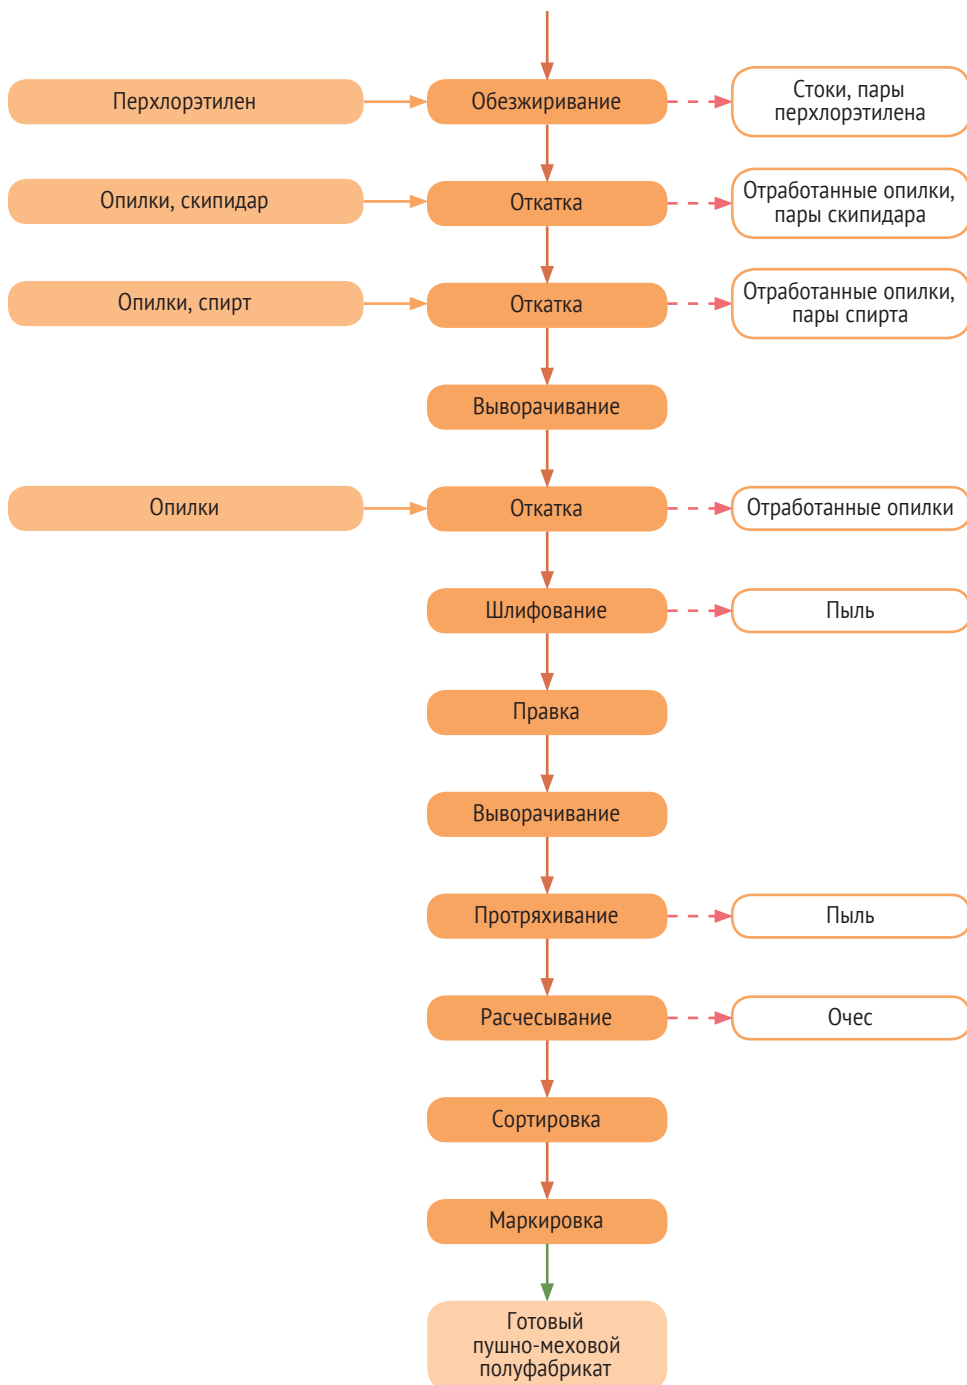 Перхлорэтилен
Обезжиривание
Стоки, пары
перхлорэтилена
Опилки, скипидар
Откатка
Отработанные опилки,
пары скипидара
Опилки, спирт
Откатка
Отработанные опилки,
пары спирта
Выворачивание
Опилки
Откатка
Отработанные опилки
Шлифование
Пыль
Правка
Выворачивание
Протряхивание
Пыль
Расчесывание
Очес
Сортировка
Маркировка
Готовый
пушно-меховой
полуфабрикат